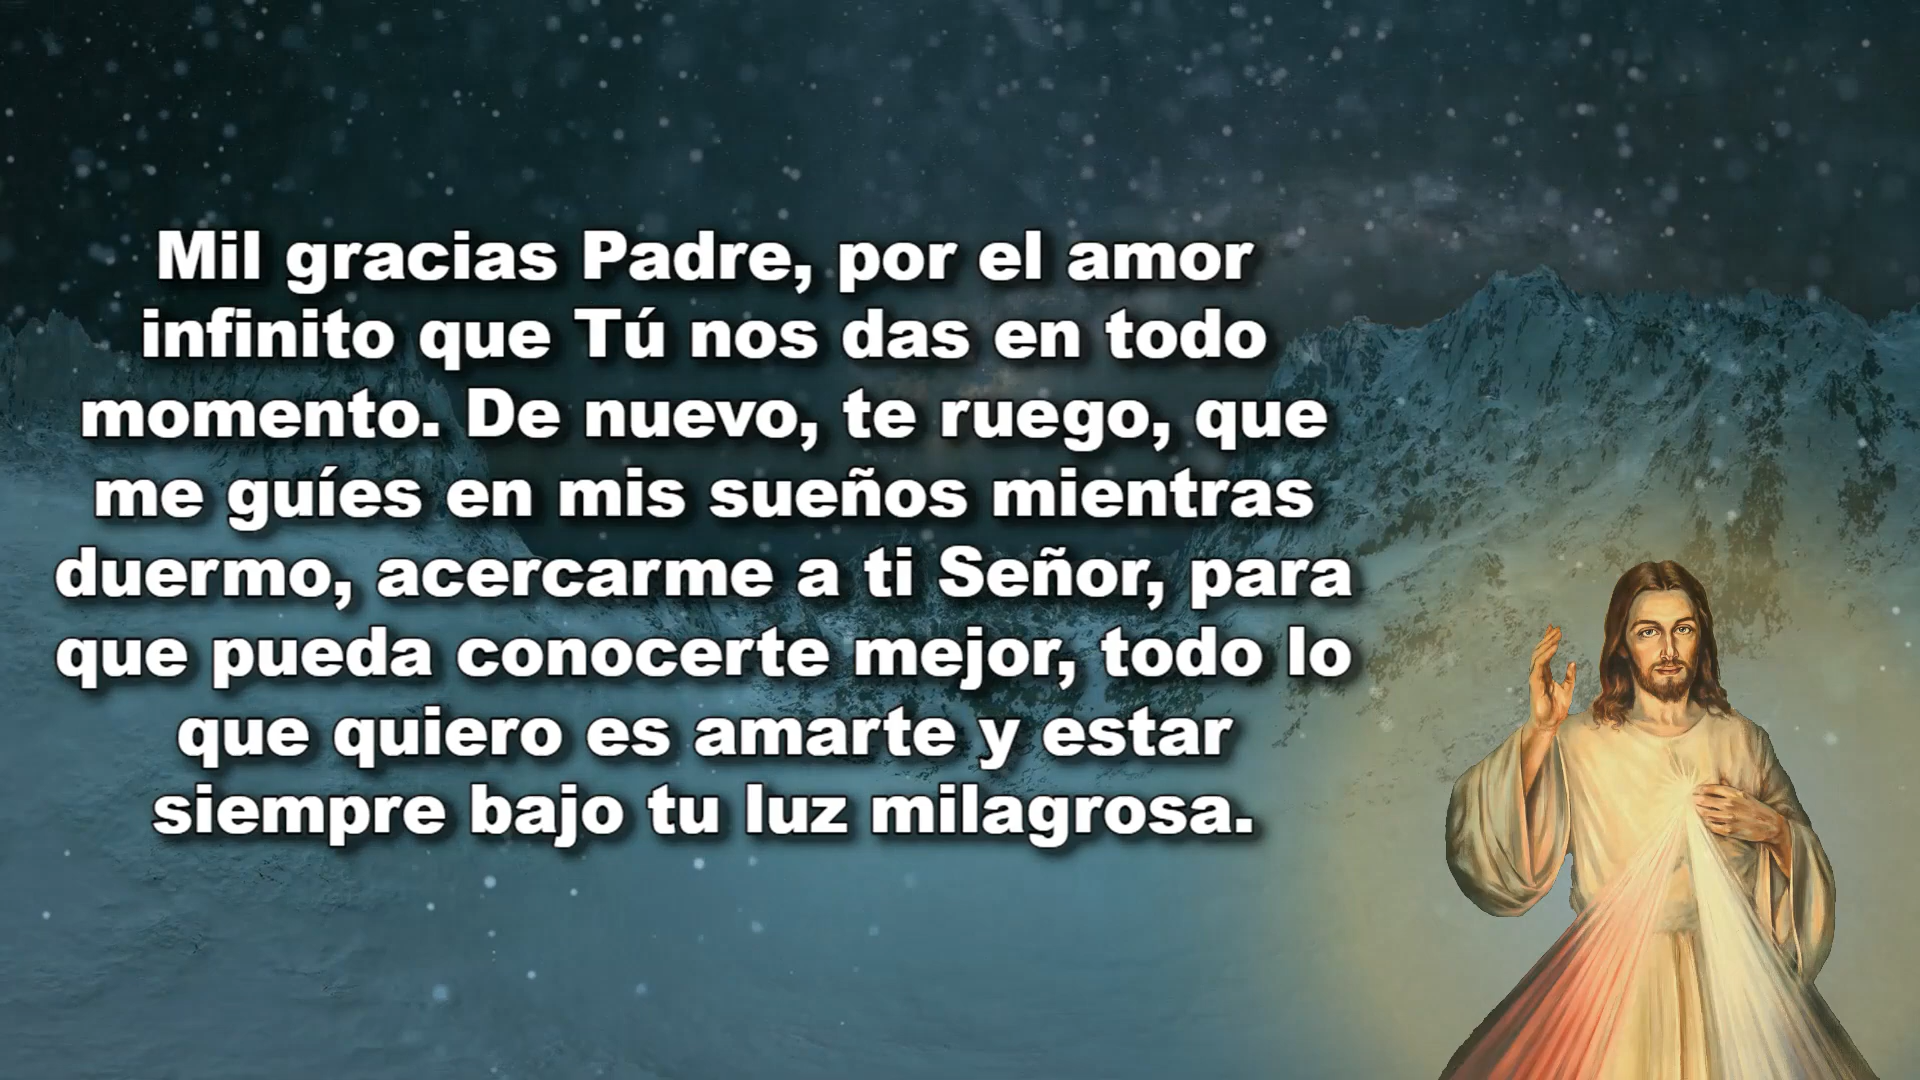 Mil gracias Padre, por el amor
infinito que Tú nos das en todo
momento. De nuevo, te ruego, que
me guíes en mis sueños mientras
duermo, acercarme a ti Señor, para
que pueda conocerte mejor, todo lo
que quiero es amarte y estar
siempre bajo tu luz milagrosa.